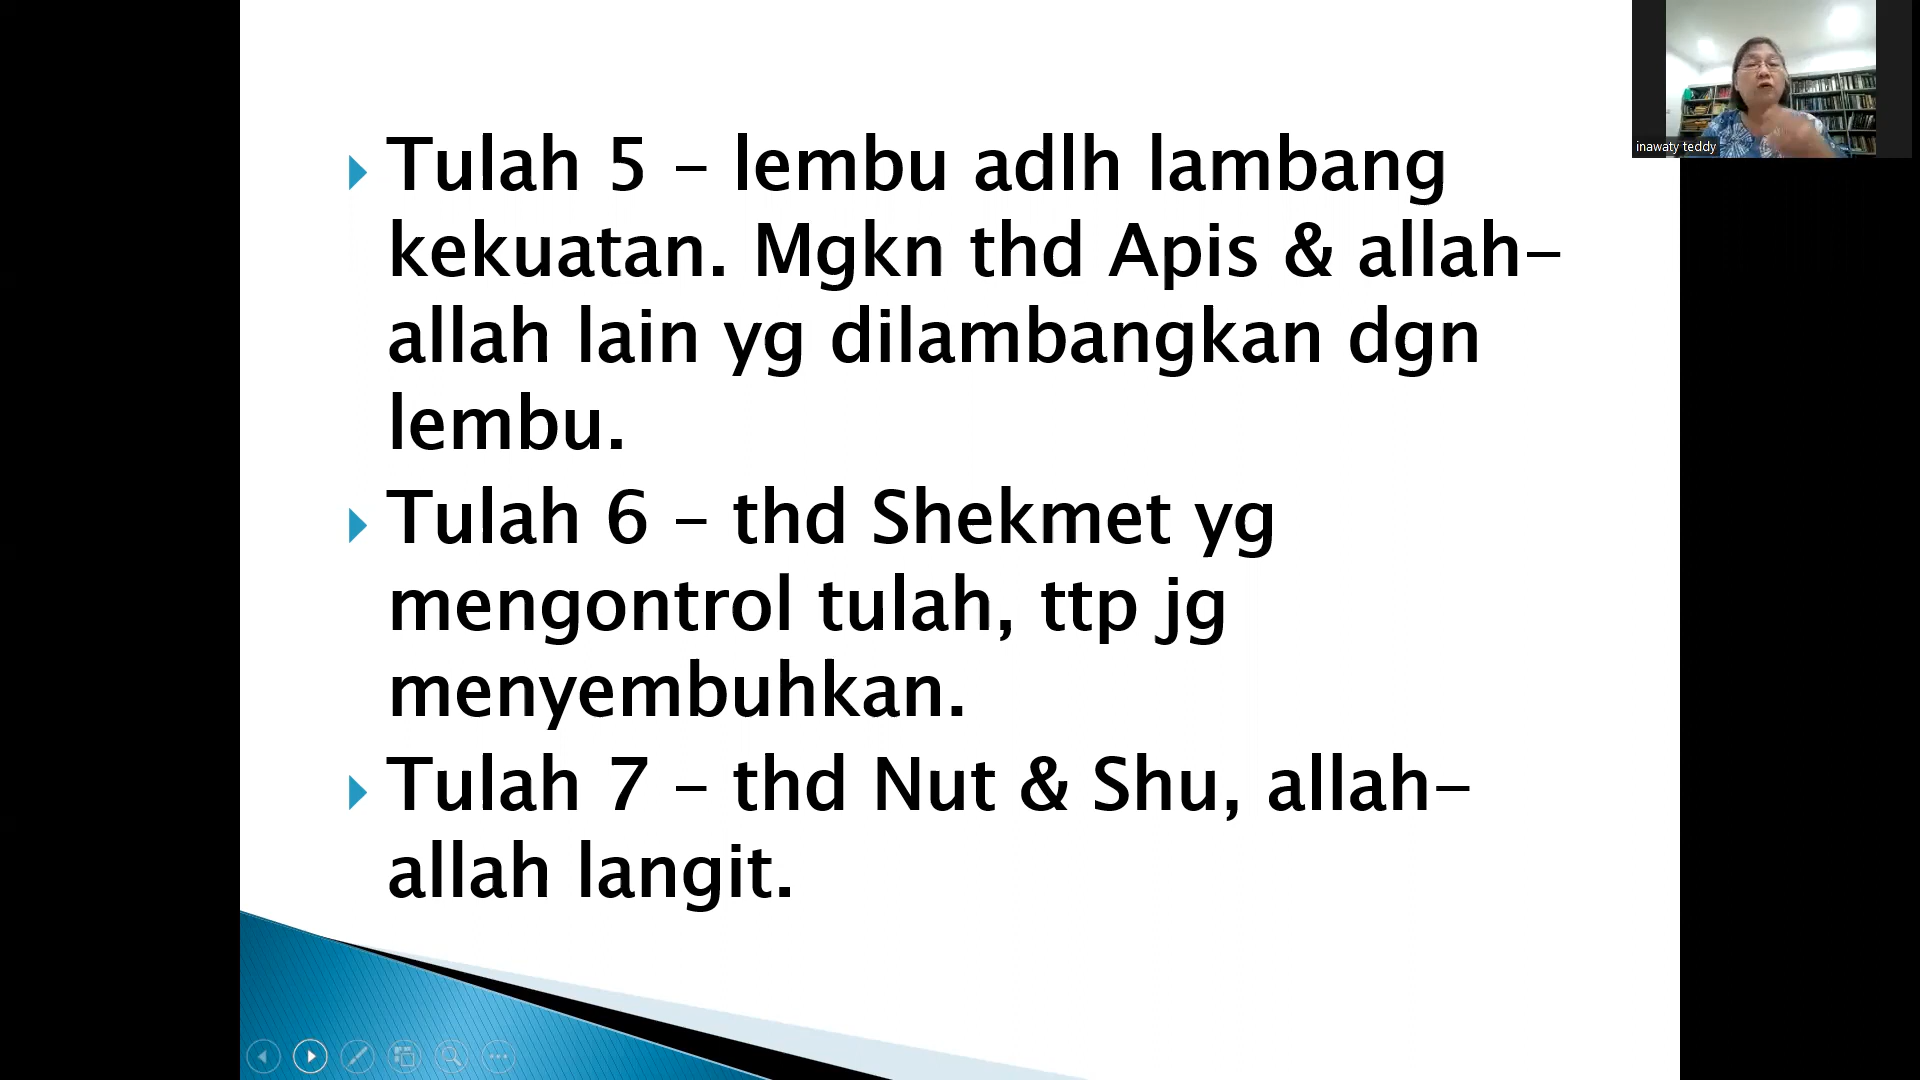 Tulah 5 – lembu adlh lambang
kekuatan. Mgkn thd Apis & allah-
allah lain yg dilambangkan dgn
lembu.
Tulah 6 – thd Shekmet yg
mengontrol tulah, ttp jg
menyembuhkan.
Tulah 7 – thd Nut & Shu, allah-
allah langit.
inawaty teddy